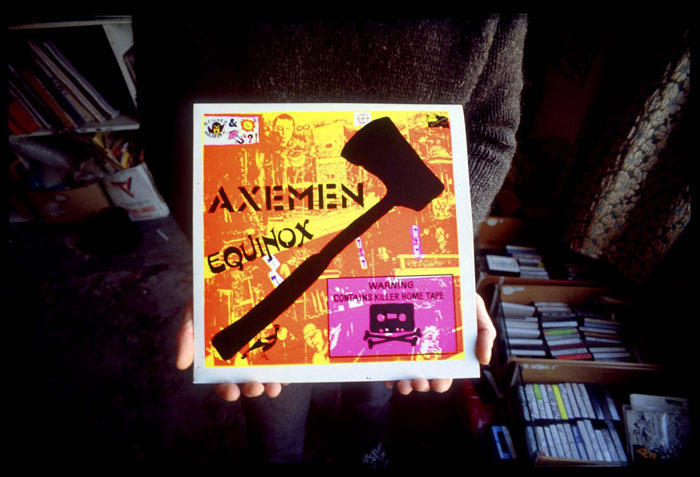 AXEMEN
EQUINOX
WARNING
CONTAINS KILLER HOME TAPE